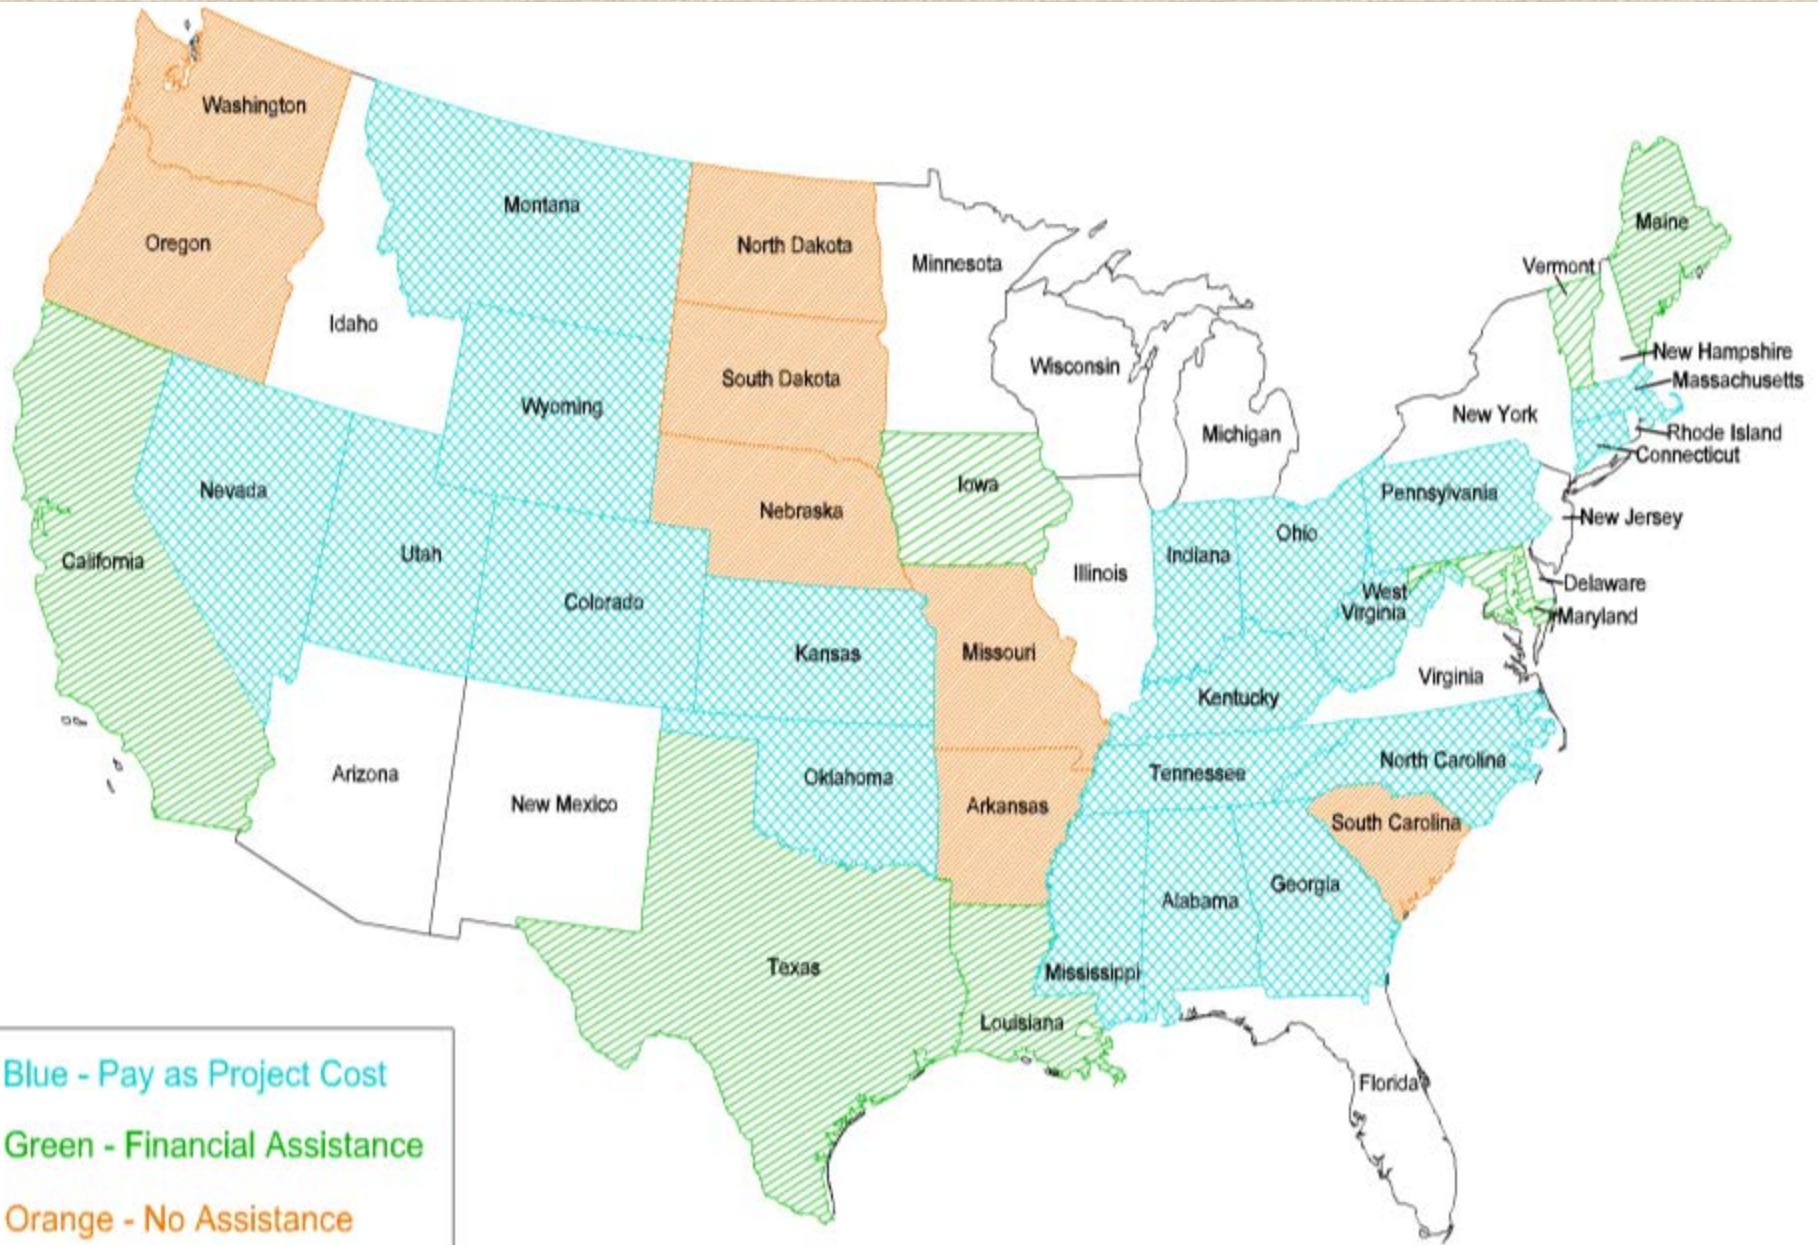 Washington
Montana
Oregon
North Dakota
Minnesota
Maine
Vermont
Idaho
South Dakota
Wisconsin
New Hampshire
Massachusetts
Wyoming
Michigan
New York
Rhode Island
Connecticut
Nevada
Iowa
Pennsylvania
Nebraska
New Jersey
Ohio
California
Utah
Indiana
Illinois
Delaware
Colorado
West
Virginia
Maryland
Kansas
Missouri
Virginia
Kentucky
Arizona
Oklahoma
Tennessee
North Carolina
New Mexico
Arkansas
South Carolina
Georgia
Alabama
Texas
Mississippi
Louisiana
Florida
Blue - Pay as Project Cost
Green - Financial Assistance
Orange - No Assistance